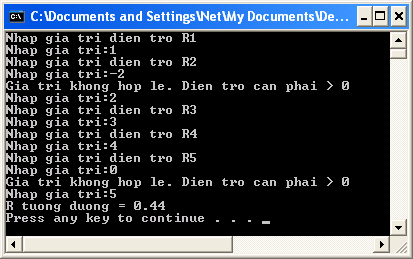 C:\Documents and Settings\Net\My Documents\De...
Nhap gia tri dien tro R1
Nhap gia tri:1
Nhap gia tri dien tro R2
Nhap gia tri:-2
Gia tri khong hop le. Dien tro can phai > 0
Nhap gia tri:2
Nhap gia tri dien tro R3
Nhap gia tri:3
Nhap gia tri dien tro R4
Nhap gia tri:4
Nhap gia tri dien tro R5
Nhap gia tri:0
Gia tri khong hop le. Dien tro can phai > 0
Nhap gia tri:5
R tuong duong = 0.44
Press any key to continue . . . _